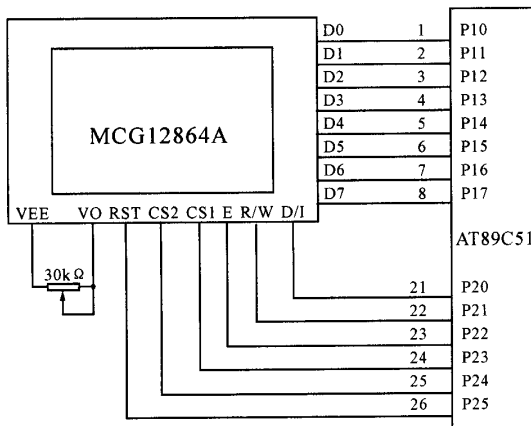 D0 1 P10
D1 2 P11
D2 3 P12
D3 4 P13
D4 5 P14
D5 6 P15
D6 7 P16
D7 8 P17
MCG12864A
VEE VO RST CS2 CS1 E R/W D/I
AT89C51
30kΩ
21 P20
22 P21
23 P22
24 P23
25 P24
26 P25